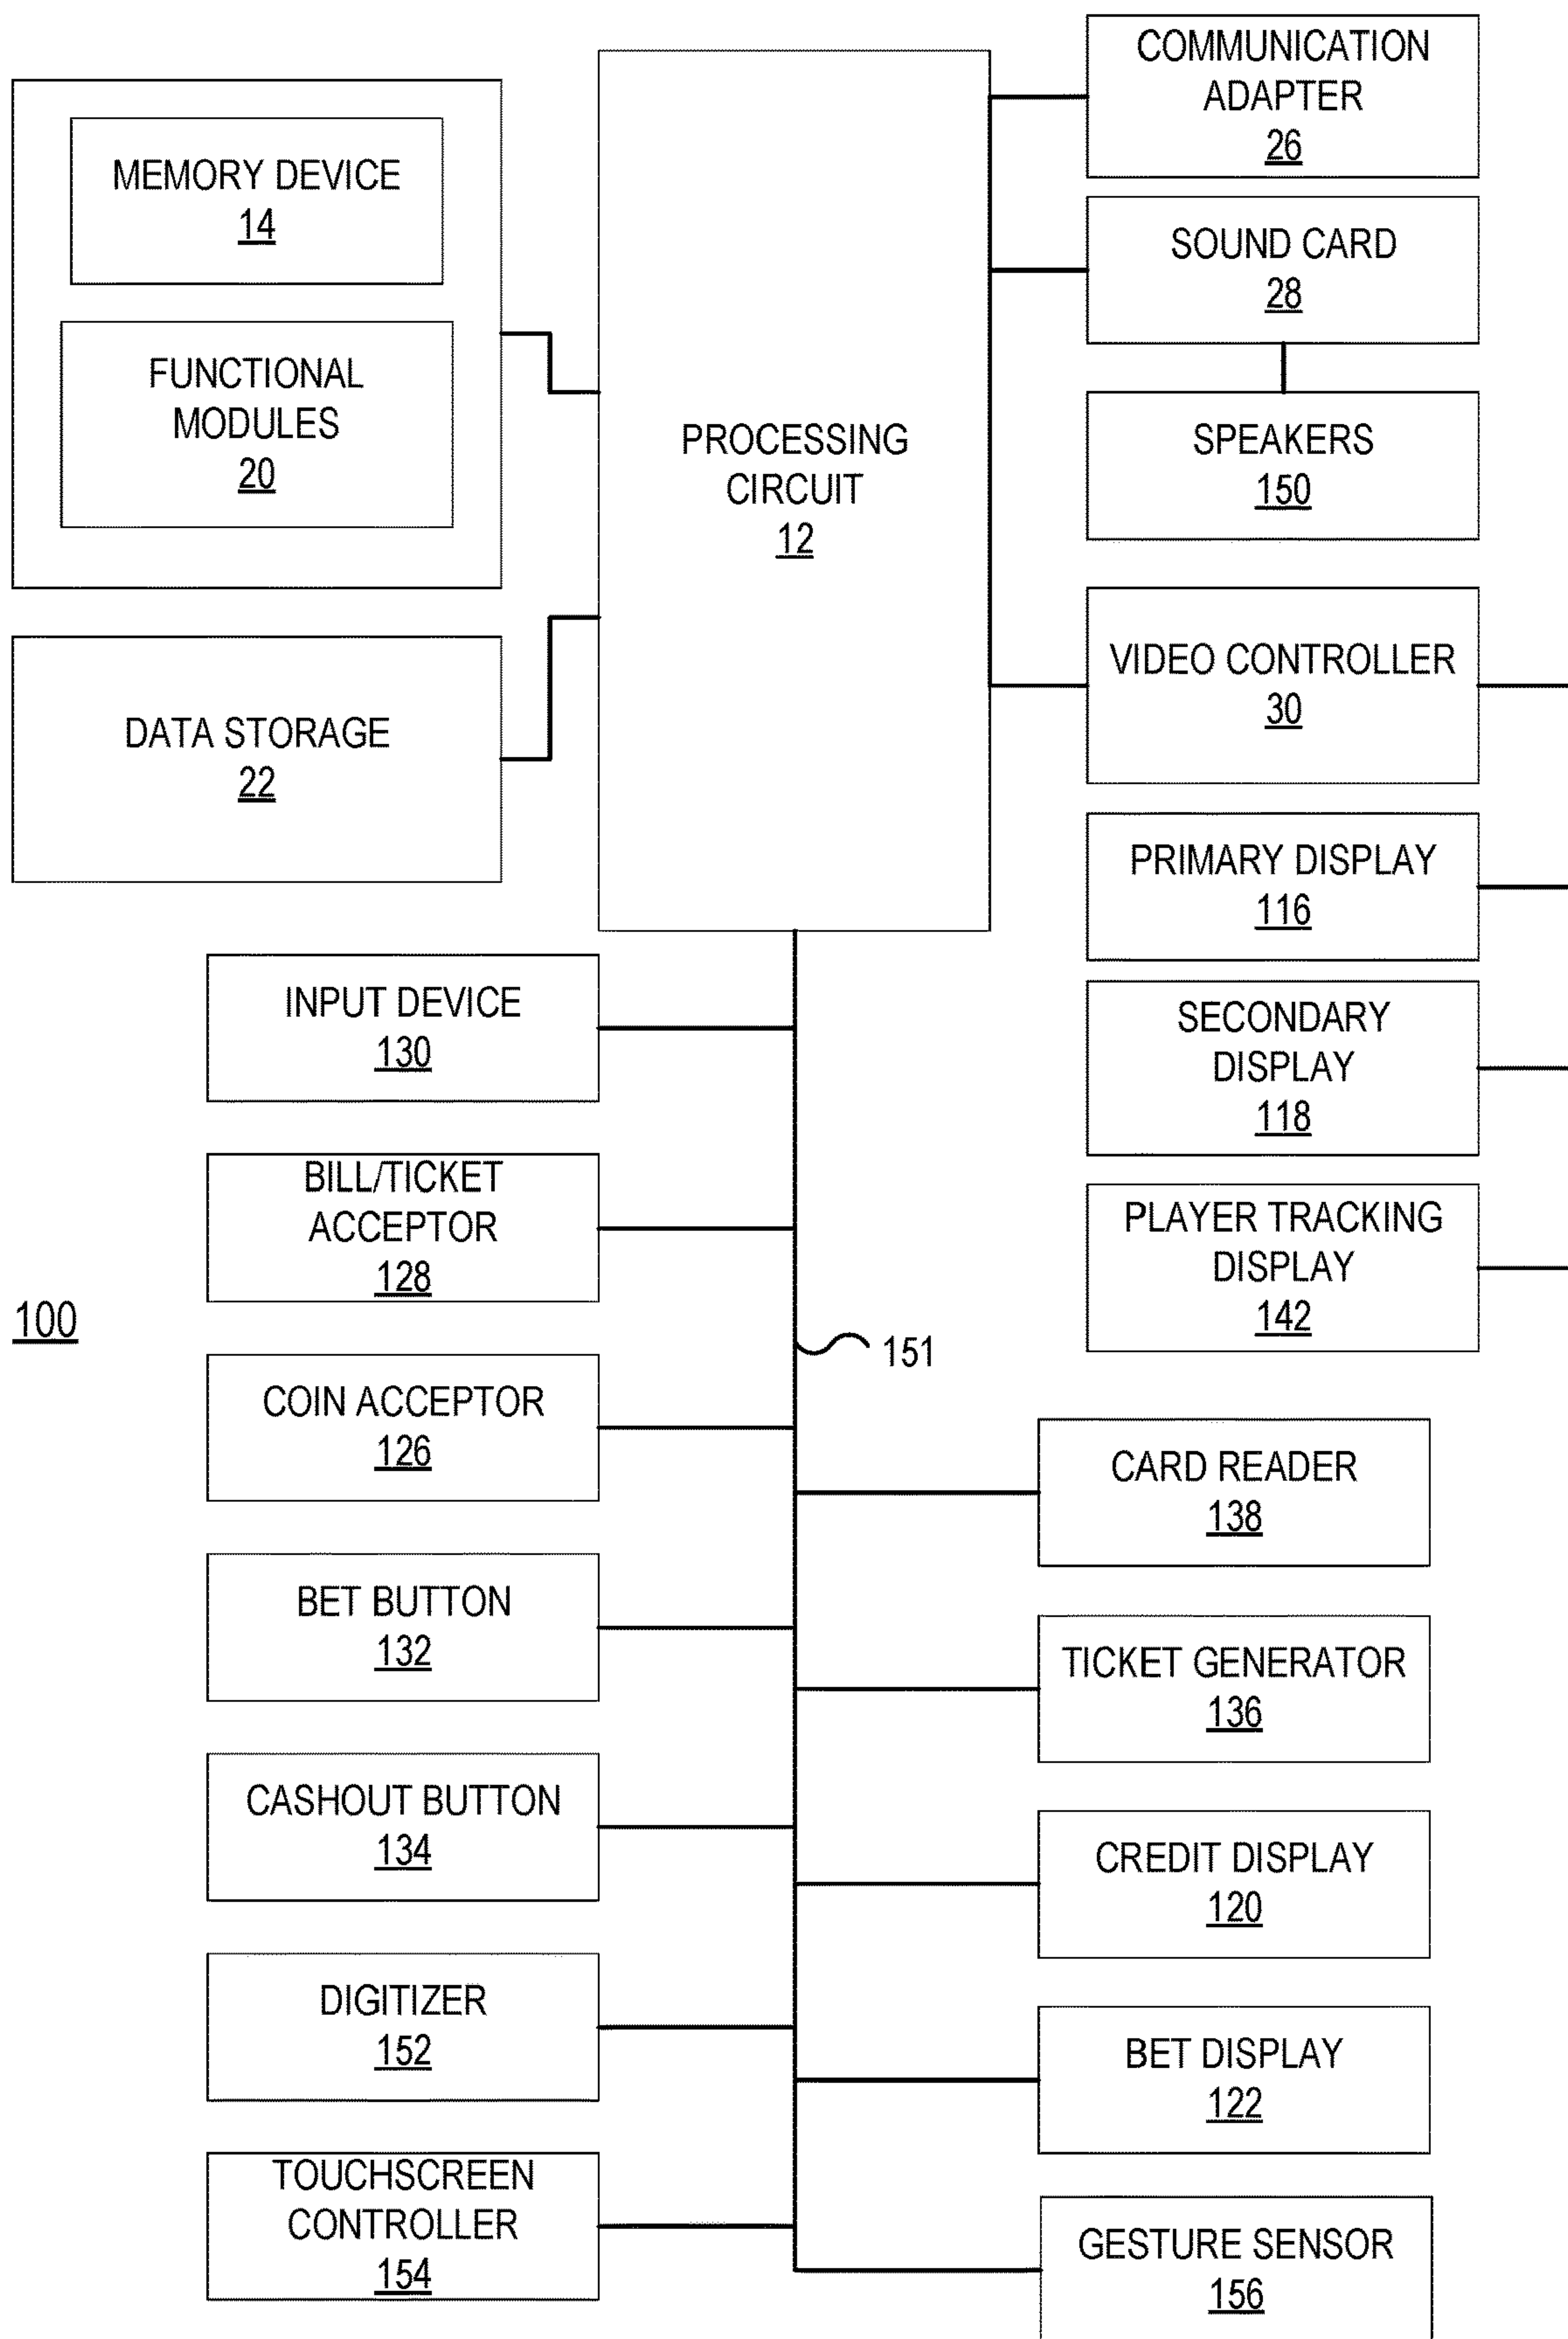 MEMORY DEVICE
14
FUNCTIONAL
MODULES
20
DATA STORAGE
22
PROCESSING
CIRCUIT
12
COMMUNICATION
ADAPTER
26
SOUND CARD
28
SPEAKERS
150
VIDEO CONTROLLER
30
PRIMARY DISPLAY
116
SECONDARY
DISPLAY
118
PLAYER TRACKING
DISPLAY
142
INPUT DEVICE
130
BILL/TICKET
ACCEPTOR
128
100
151
COIN ACCEPTOR
126
BET BUTTON
132
CASHOUT BUTTON
134
DIGITIZER
152
TOUCHSCREEN
CONTROLLER
154
CARD READER
138
TICKET GENERATOR
136
CREDIT DISPLAY
120
BET DISPLAY
122
GESTURE SENSOR
156